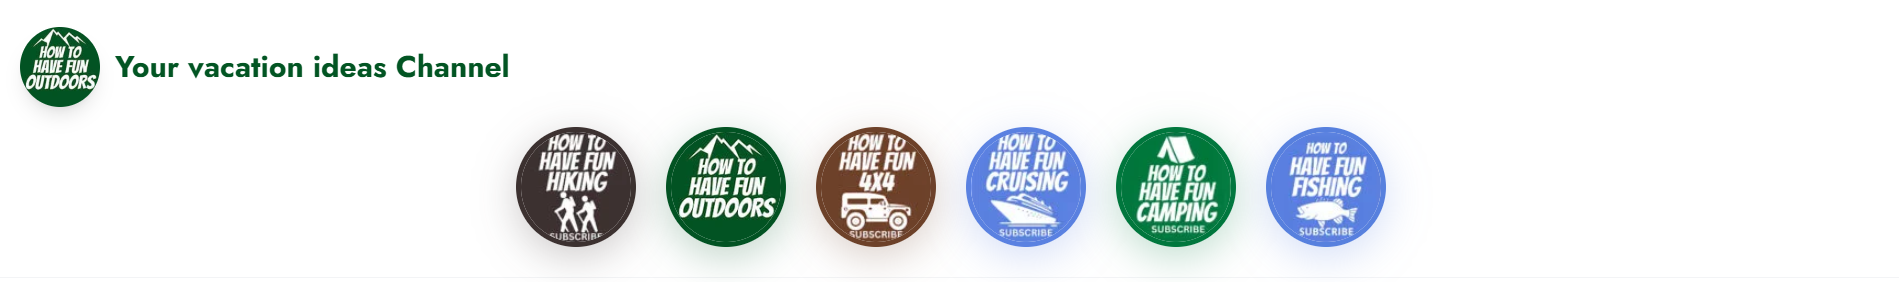 HOW TO
HAVE FUN
OUTDOORS
Your vacation ideas Channel
HOW TO
HAVE FUN
HIKING
SUBSCRIBE
HOW TO
HAVE FUN
OUTDOORS
HOW TO
HAVE FUN
4X4
SUBSCRIBE
HOW TO
HAVE FUN
CRUISING
SUBSCRIBE
HOW TO
HAVE FUN
CAMPING
SUBSCRIBE
HOW TO
HAVE FUN
FISHING
SUBSCRIBE